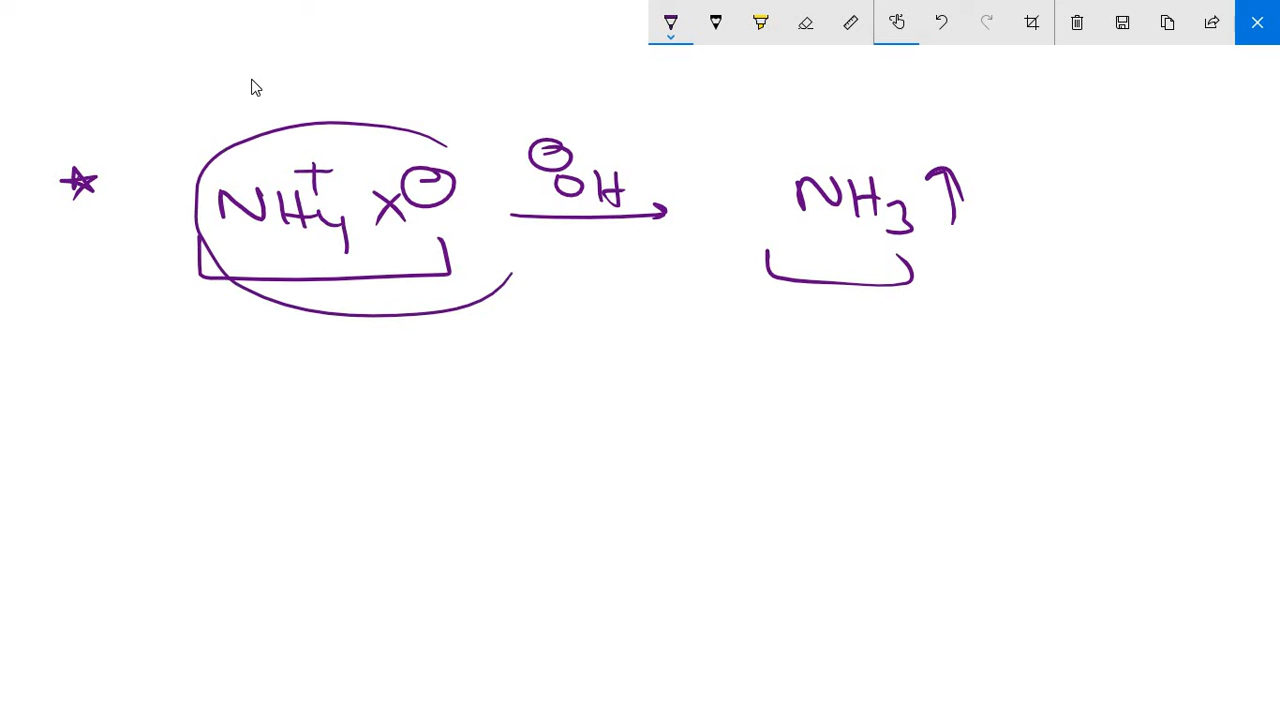 NH₄⁺ X⊖ ⊖OH → NH₃↑